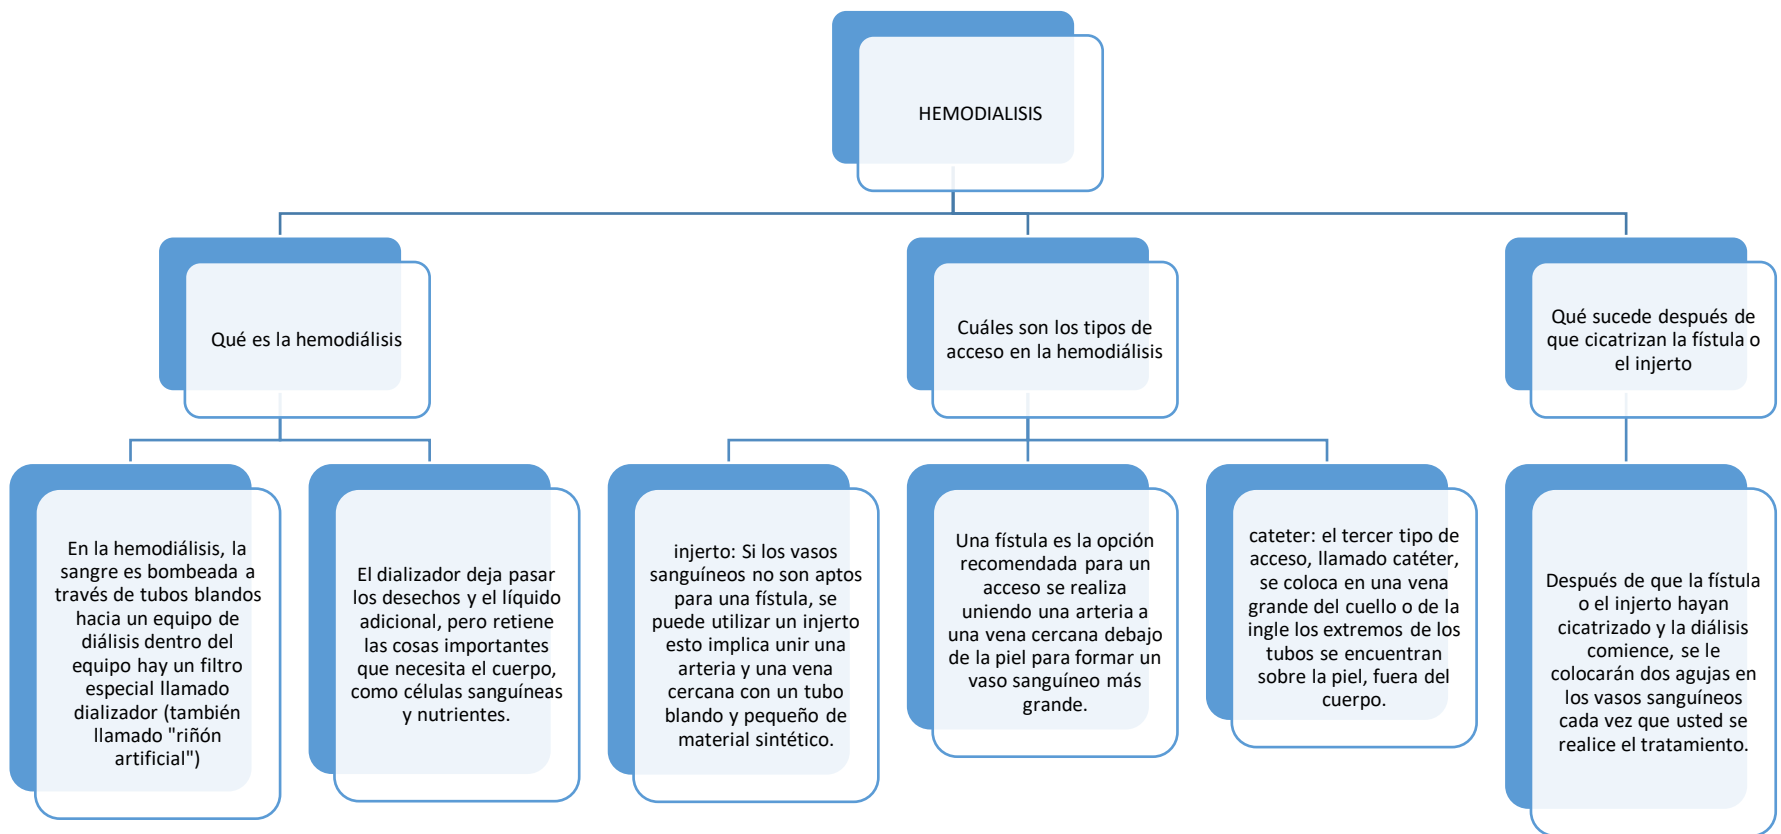 HEMODIALISIS
Qué es la hemodiálisis
Cuáles son los tipos de
acceso en la hemodiálisis
Qué sucede después de
que cicatrizan la fístula o
el injerto
En la hemodiálisis, la
sangre es bombeada a
través de tubos blandos
hacia un equipo de
diálisis dentro del
equipo hay un filtro
especial llamado
dializador (también
llamado "riñón
artificial")
El dializador deja pasar
los desechos y el líquido
adicional, pero retiene
las cosas importantes
que necesita el cuerpo,
como células sanguíneas
y nutrientes.
injerto: Si los vasos
sanguíneos no son aptos
para una fístula, se
puede utilizar un injerto
esto implica unir una
arteria y una vena
cercana con un tubo
blando y pequeño de
material sintético.
Una fístula es la opción
recomendada para un
acceso se realiza
uniendo una arteria a
una vena cercana debajo
de la piel para formar un
vaso sanguíneo más
grande.
cateter: el tercer tipo de
acceso, llamado catéter,
se coloca en una vena
grande del cuello o de la
ingle los extremos de los
tubos se encuentran
sobre la piel, fuera del
cuerpo.
Después de que la fístula
o el injerto hayan
cicatrizado y la diálisis
comience, se le
colocarán dos agujas en
los vasos sanguíneos
cada vez que usted se
realice el tratamiento.